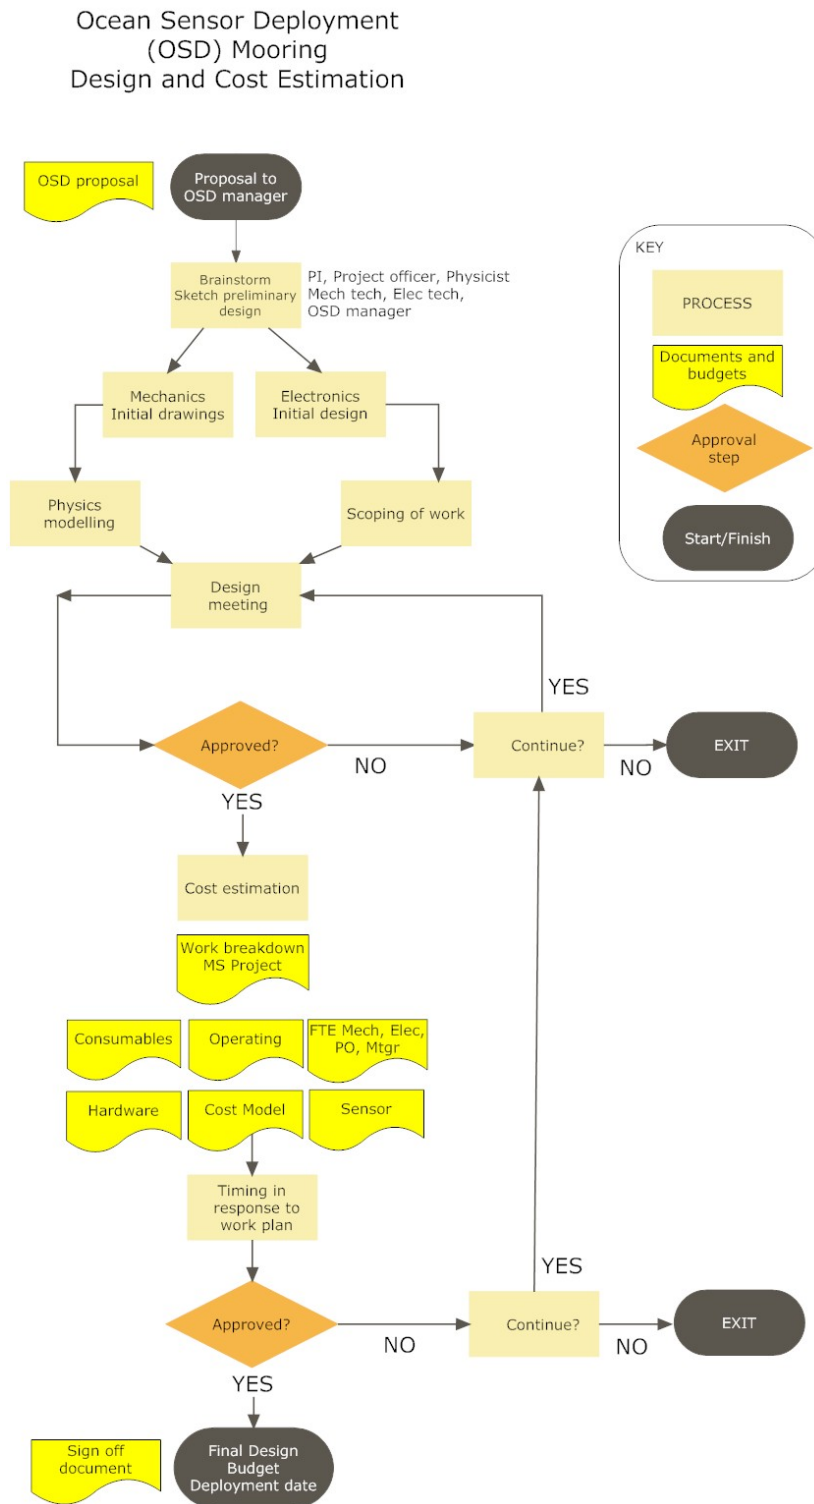 Ocean Sensor Deployment
(OSD) Mooring
Design and Cost Estimation
OSD proposal
Proposal to
OSD manager
KEY
PROCESS
Documents and
budgets
Approval
step
Start/Finish
Brainstorm
Sketch preliminary
design
PI, Project officer, Physicist
Mech tech, Elec tech,
OSD manager
Mechanics
Initial drawings
Electronics
Initial design
Physics
modelling
Scoping of work
Design
meeting
YES
Approved?
NO
Continue?
NO
EXIT
YES
Cost estimation
Work breakdown
MS Project
Consumables
Operating
FTE Mech, Elec,
PO, Mtgr
Hardware
Cost Model
Sensor
Timing in
response to
work plan
YES
Approved?
NO
Continue?
NO
EXIT
YES
Sign off
document
Final Design
Budget
Deployment date